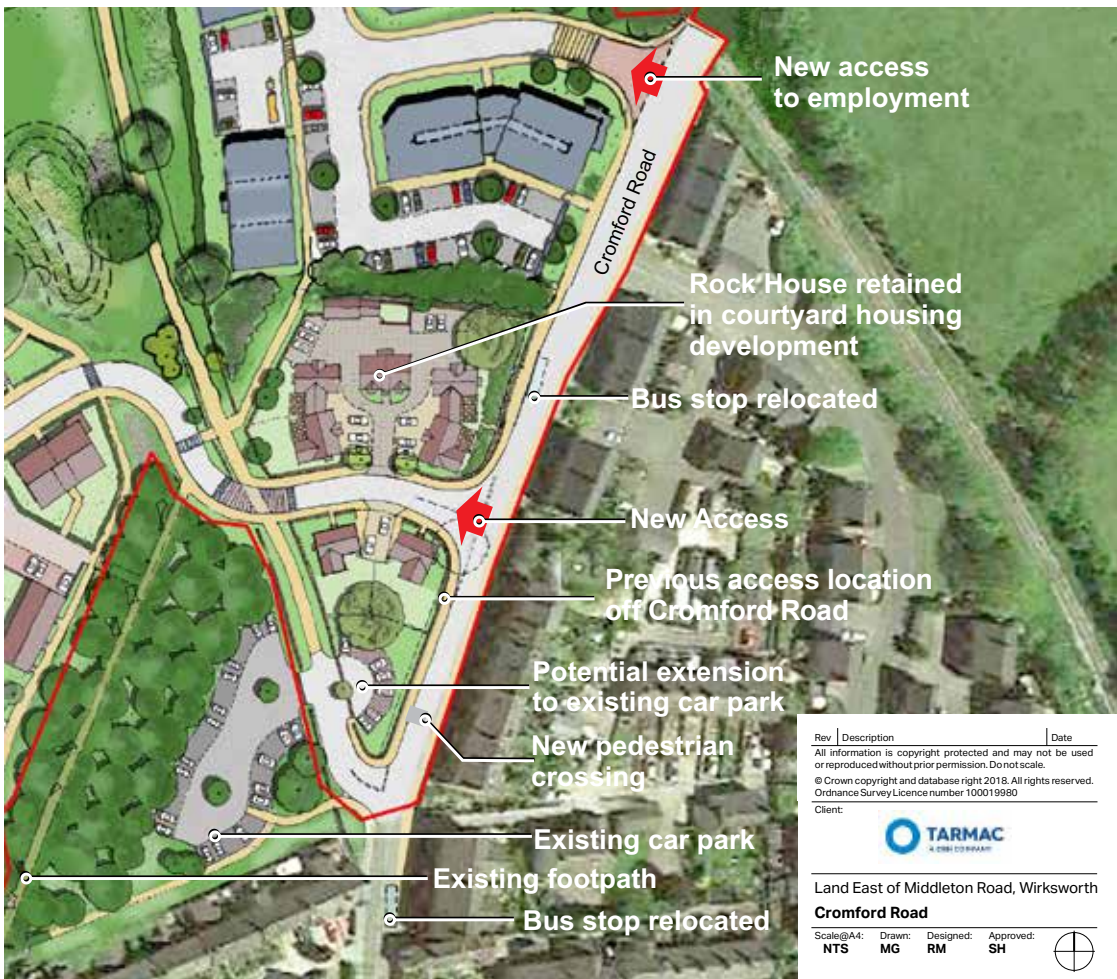 New access
to employment
Cromford Road
Rock House retained
in courtyard housing
development
Bus stop relocated
New Access
Previous access location
off Cromford Road
Potential extension
to existing car park
New pedestrian
crossing
Existing car park
Existing footpath
Bus stop relocated
Rev Description Date
All information is copyright protected and may not be used
or reproduced without prior permission. Do not scale.
© Crown copyright and database right 2018. All rights reserved.
Ordnance Survey Licence number 100019980
Client:
TARMAC
A CRH COMPANY
Land East of Middleton Road, Wirksworth
Cromford Road
Scale@A4: Drawn: Designed: Approved:
NTS MG RM SH